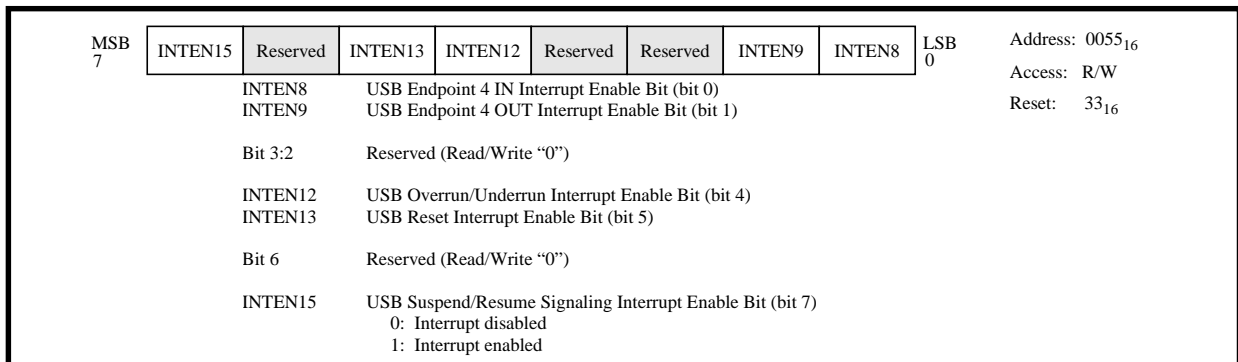 MSB
7
INTEN15 Reserved INTEN13 INTEN12 Reserved Reserved INTEN9 INTEN8
LSB
0
Address: 0055₁₆
Access: R/W
Reset: 33₁₆
INTEN8 USB Endpoint 4 IN Interrupt Enable Bit (bit 0)
INTEN9 USB Endpoint 4 OUT Interrupt Enable Bit (bit 1)
Bit 3:2 Reserved (Read/Write “0”)
INTEN12 USB Overrun/Underrun Interrupt Enable Bit (bit 4)
INTEN13 USB Reset Interrupt Enable Bit (bit 5)
Bit 6 Reserved (Read/Write “0”)
INTEN15 USB Suspend/Resume Signaling Interrupt Enable Bit (bit 7)
0: Interrupt disabled
1: Interrupt enabled